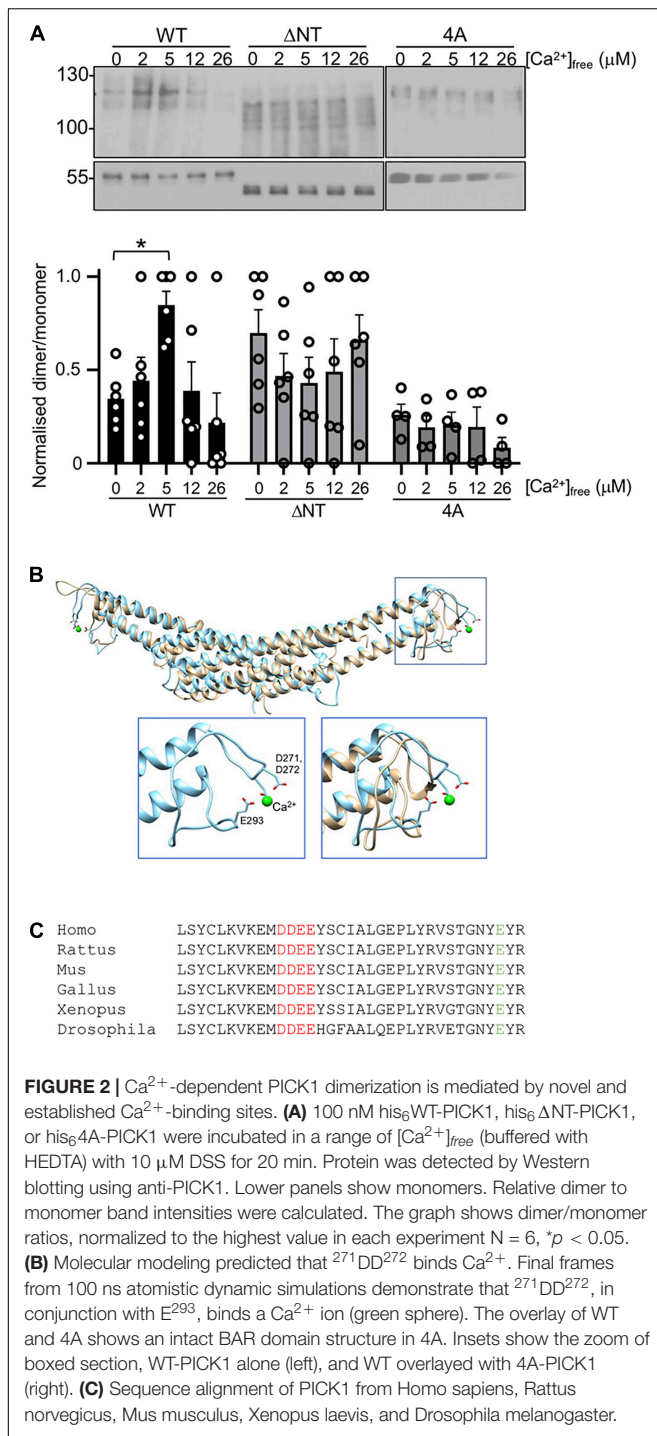 A
WT ΔNT 4A
0 2 5 12 26 0 2 5 12 26 0 2 5 12 26 [Ca2+]free (μM)
130
100
55
*
1.0
0.5
0
Normalised dimer/monomer
0 2 5 12 26 0 2 5 12 26 0 2 5 12 26 [Ca2+]free (μM)
WT ΔNT 4A
B
D271,
D272
Ca2+
E293
C
Homo LSYCLKVKEMDDEEYSCIALGEPLYRVSTGNYEYR
Rattus LSYCLKVKEMDDEEYSCIALGEPLYRVSTGNYEYR
Mus LSYCLKVKEMDDEEYSCIALGEPLYRVSTGNYEYR
Gallus LSYCLKVKEMDDEEYSCIALGEPLYRVSTGNYEYR
Xenopus LSYCLKVKEMDDEEYSSIALGEPLYRVGTGNYEYR
Drosophila LSYCLKVKEMDDEEHGFAALQEPLYRVETGNYEYR
FIGURE 2 | Ca2+-dependent PICK1 dimerization is mediated by novel and
established Ca2+-binding sites. (A) 100 nM his6WT-PICK1, his6ΔNT-PICK1,
or his64A-PICK1 were incubated in a range of [Ca2+]free (buffered with
HEDTA) with 10 μM DSS for 20 min. Protein was detected by Western
blotting using anti-PICK1. Lower panels show monomers. Relative dimer to
monomer band intensities were calculated. The graph shows dimer/monomer
ratios, normalized to the highest value in each experiment N = 6, *p < 0.05.
(B) Molecular modeling predicted that 271DD272 binds Ca2+. Final frames
from 100 ns atomistic dynamic simulations demonstrate that 271DD272, in
conjunction with E293, binds a Ca2+ ion (green sphere). The overlay of WT
and 4A shows an intact BAR domain structure in 4A. Insets show the zoom of
boxed section, WT-PICK1 alone (left), and WT overlayed with 4A-PICK1
(right). (C) Sequence alignment of PICK1 from Homo sapiens, Rattus
norvegicus, Mus musculus, Xenopus laevis, and Drosophila melanogaster.